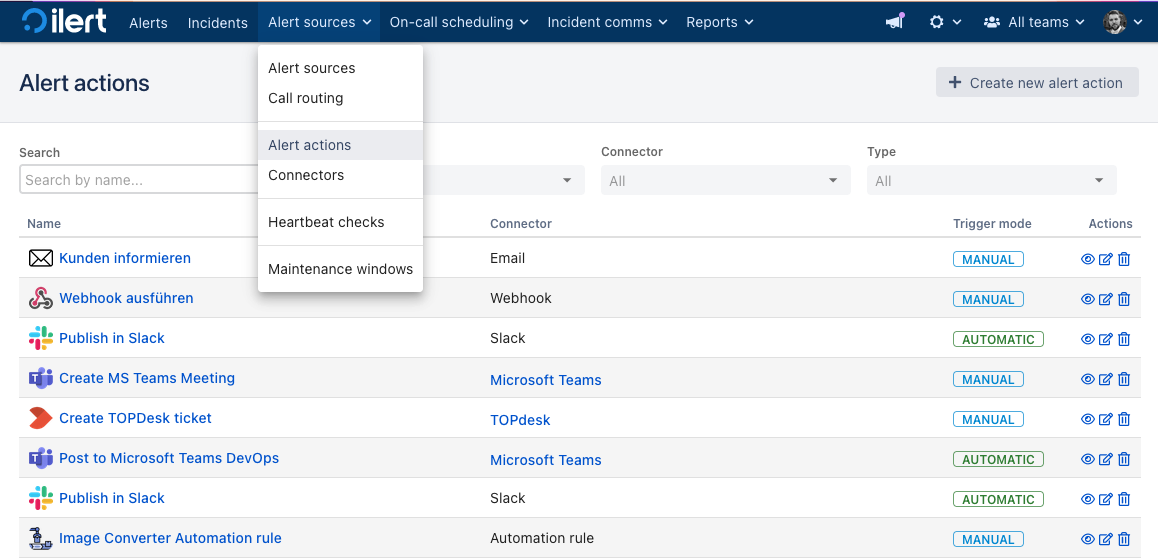 ilert Alerts Incidents Alert sources On-call scheduling Incident comms Reports All teams
Alert sources
Call routing
Alert actions
Connectors
Heartbeat checks
Maintenance windows
Alert actions
Create new alert action
Search Connector Type
Search by name... All All
Name Connector Trigger mode Actions
Kunden informieren Email MANUAL
Webhook ausführen Webhook MANUAL
Publish in Slack Slack AUTOMATIC
Create MS Teams Meeting Microsoft Teams MANUAL
Create TOPDesk ticket TOPdesk MANUAL
Post to Microsoft Teams DevOps Microsoft Teams AUTOMATIC
Publish in Slack Slack AUTOMATIC
Image Converter Automation rule Automation rule MANUAL